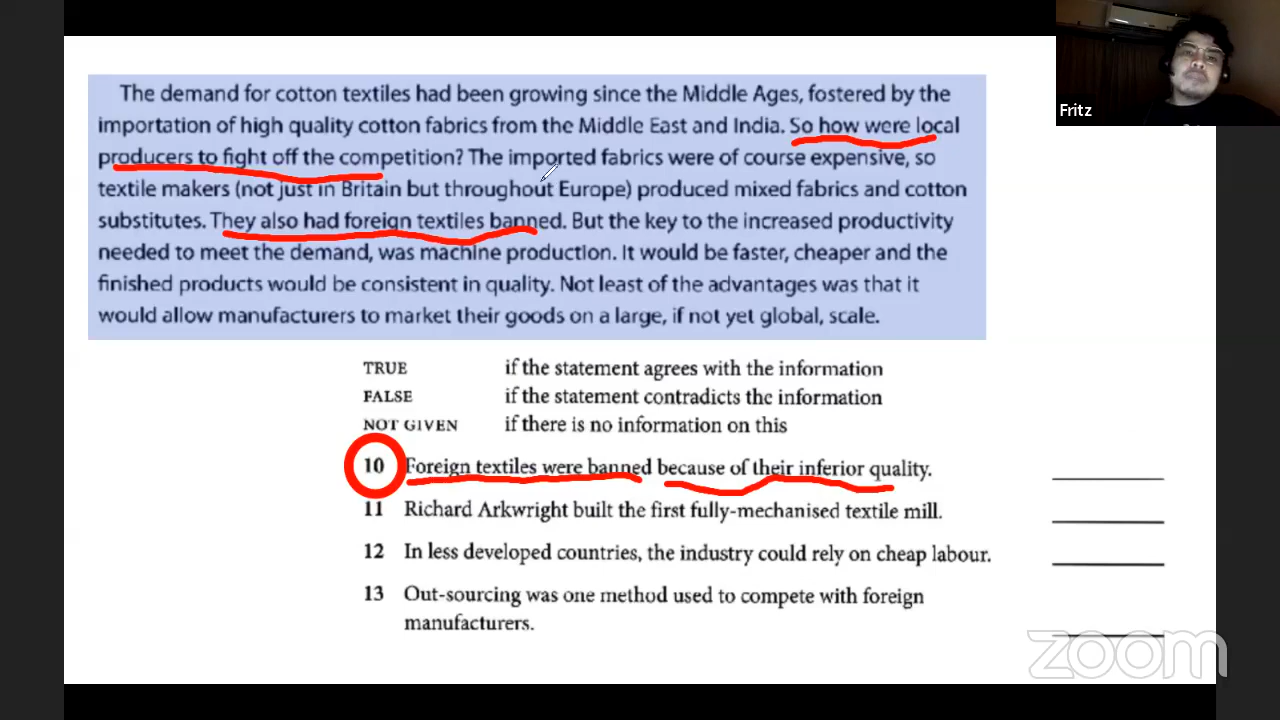 The demand for cotton textiles had been growing since the Middle Ages, fostered by the
importation of high quality cotton fabrics from the Middle East and India. So how were local
producers to fight off the competition? The imported fabrics were of course expensive, so
textile makers (not just in Britain but throughout Europe) produced mixed fabrics and cotton
substitutes. They also had foreign textiles banned. But the key to the increased productivity
needed to meet the demand, was machine production. It would be faster, cheaper and the
finished products would be consistent in quality. Not least of the advantages was that it
would allow manufacturers to market their goods on a large, if not yet global, scale.
Fritz
TRUE if the statement agrees with the information
FALSE if the statement contradicts the information
NOT GIVEN if there is no information on this
10 Foreign textiles were banned because of their inferior quality.
11 Richard Arkwright built the first fully-mechanised textile mill.
12 In less developed countries, the industry could rely on cheap labour.
13 Out-sourcing was one method used to compete with foreign
manufacturers.
zoom